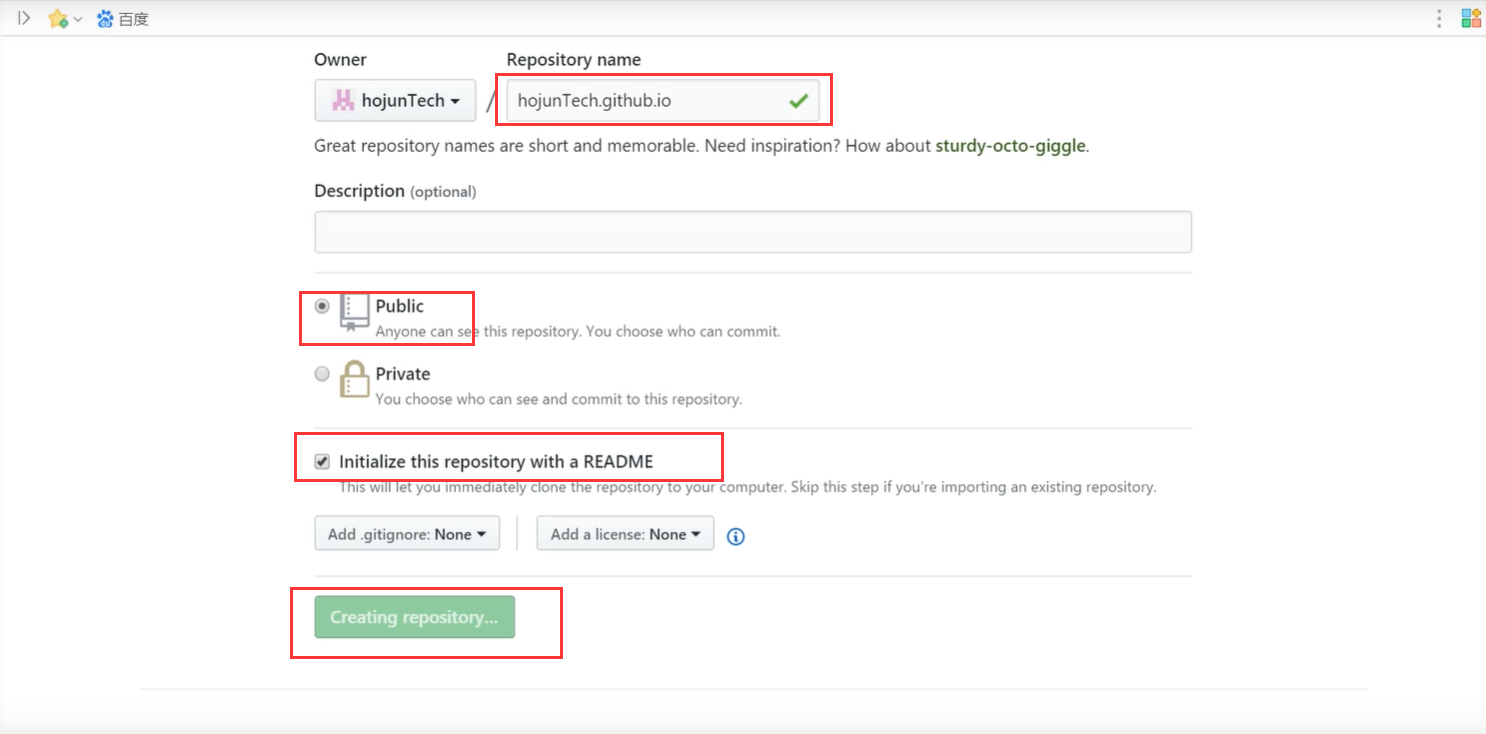 百度
Owner
Repository name
hojunTech
/
hojunTech.github.io
Great repository names are short and memorable. Need inspiration? How about sturdy-octo-giggle.
Description (optional)
Public
Anyone can see this repository. You choose who can commit.
Private
You choose who can see and commit to this repository.
Initialize this repository with a README
This will let you immediately clone the repository to your computer. Skip this step if you’re importing an existing repository.
Add .gitignore: None
Add a license: None
Creating repository...